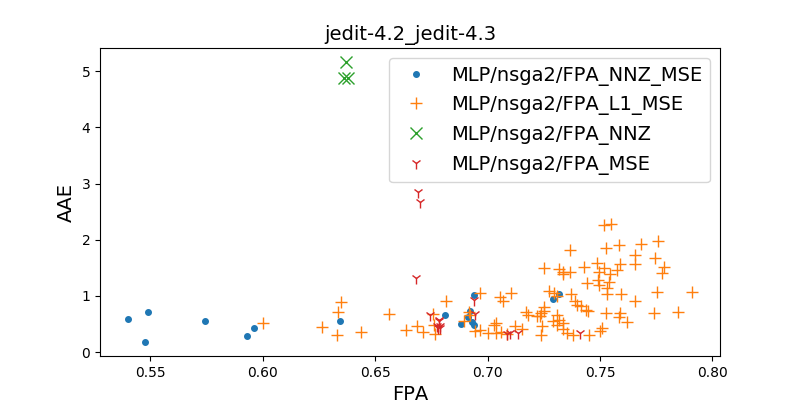 jedit-4.2_jedit-4.3
MLP/nsga2/FPA_NNZ_MSE
MLP/nsga2/FPA_L1_MSE
MLP/nsga2/FPA_NNZ
MLP/nsga2/FPA_MSE
AAE
5
4
3
2
1
0
0.55 0.60 0.65 0.70 0.75 0.80
FPA